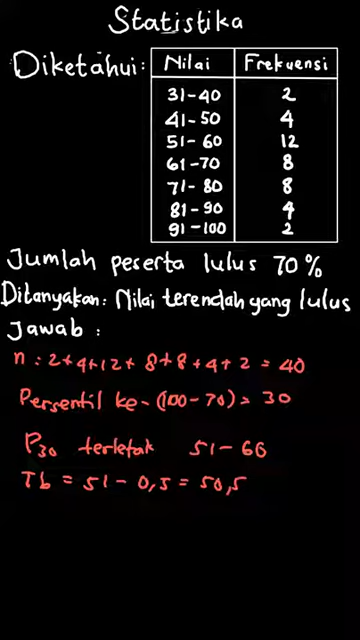 Statistika
Diketahui:
Nilai Frekuensi
31-40 2
41-50 4
51-60 12
61-70 8
71-80 8
81-90 4
91-100 2
Jumlah peserta lulus 70%
Ditanyakan: Nilai terendah yang lulus
Jawab:
n : 2+4+12+8+8+4+2 = 40
Persentil ke-(100-70) = 30
P30 terletak 51-60
Tb = 51-0,5 = 50,5